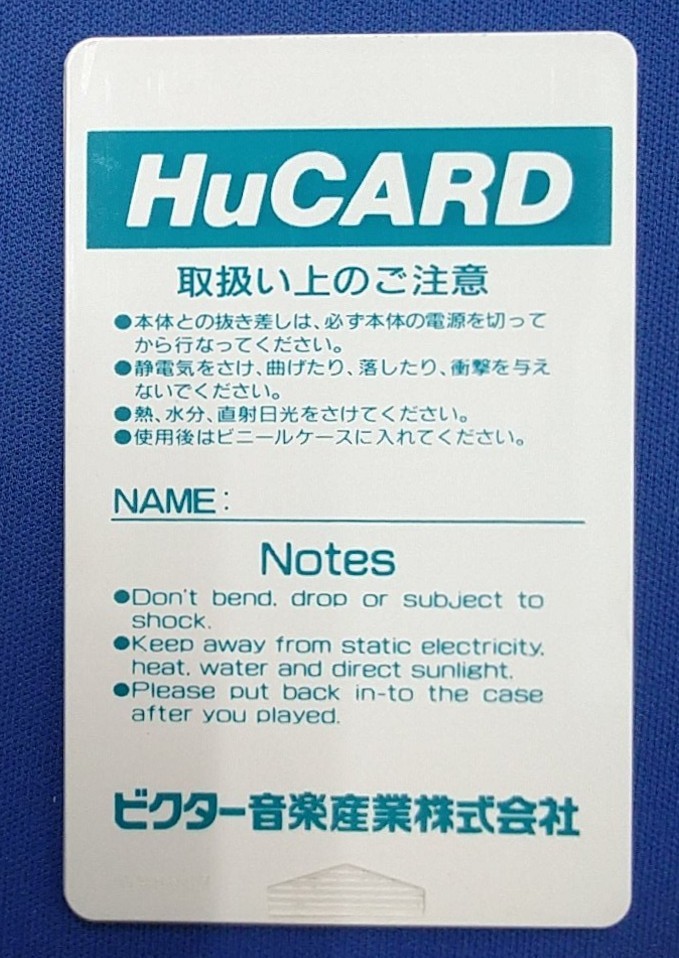 HuCARD
取扱い上のご注意
●本体との抜き差しは、必ず本体の電源を切って
から行なってください。
●静電気をさけ、曲げたり、落したり、衝撃を与え
ないでください。
●熱、水分、直射日光をさけてください。
●使用後はビニールケースに入れてください。
NAME:
Notes
●Don't bend. drop or subject to
shock.
●Keep away from static electricity.
heat. water and direct sunlight.
●Please put back in-to the case
after you played.
ビクター音楽産業株式会社